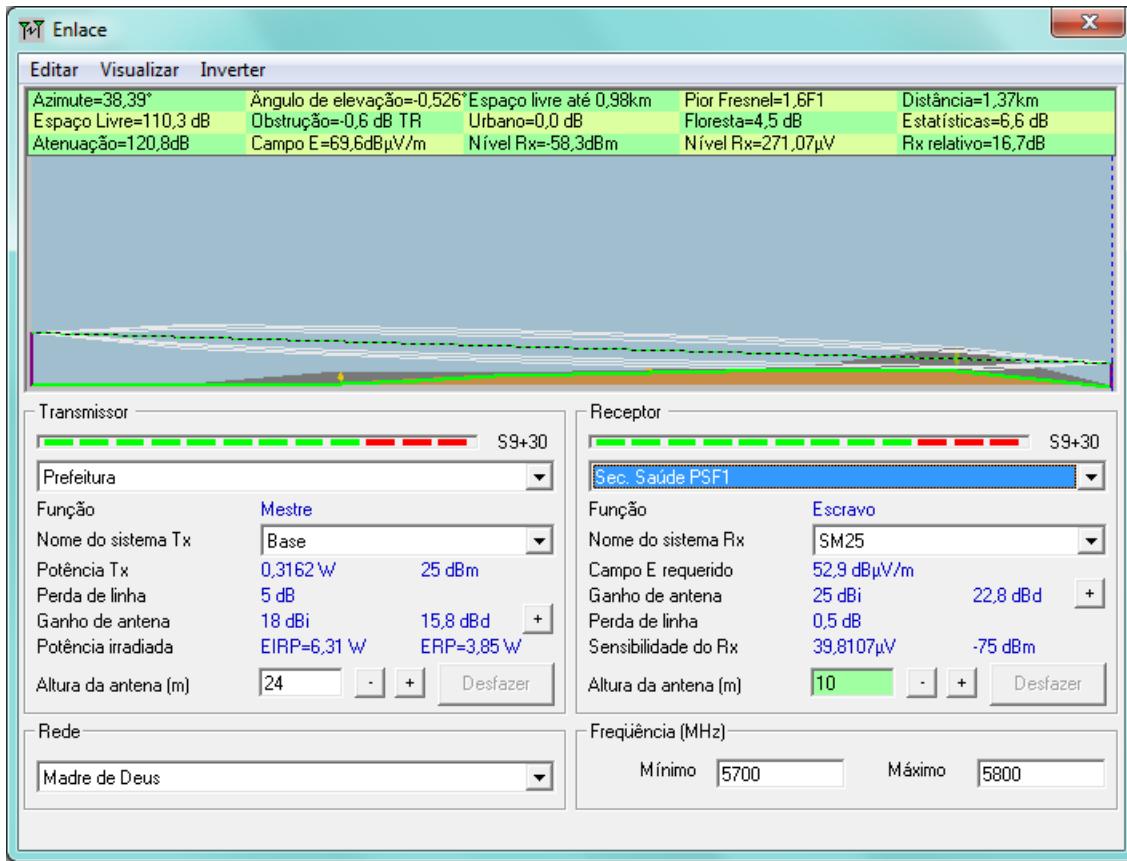 Enlace
Editar Visualizar Inverter
Azimute=38,39° Ângulo de elevação=-0,526° Espaço livre até 0,98km Pior Fresnel=1,6F1 Distância=1,37km
Espaço Livre=110,3 dB Obstrução=-0,6 dB TR Urbano=0,0 dB Floresta=4,5 dB Estatísticas=6,6 dB
Atenuação=120,8dB Campo E=69,6dBµV/m Nível Rx=-58,3dBm Nível Rx=271,07µV Rx relativo=16,7dB
Transmissor
S9+30
Prefeitura
Função Mestre
Nome do sistema Tx Base
Potência Tx 0,3162 W 25 dBm
Perda de linha 5 dB
Ganho de antena 18 dBi 15,8 dBd +
Potência irradiada EIRP=6,31 W ERP=3,85 W
Altura da antena (m) 24 - + Desfazer
Receptor
S9+30
Sec. Saúde PSF1
Função Escravo
Nome do sistema Rx SM25
Campo E requerido 52,9 dBµV/m
Ganho de antena 25 dBi 22,8 dBd +
Perda de linha 0,5 dB
Sensibilidade do Rx 39,8107µV -75 dBm
Altura da antena (m) 10 - + Desfazer
Rede
Madre de Deus
Freqüência (MHz)
Mínimo 5700 Máximo 5800